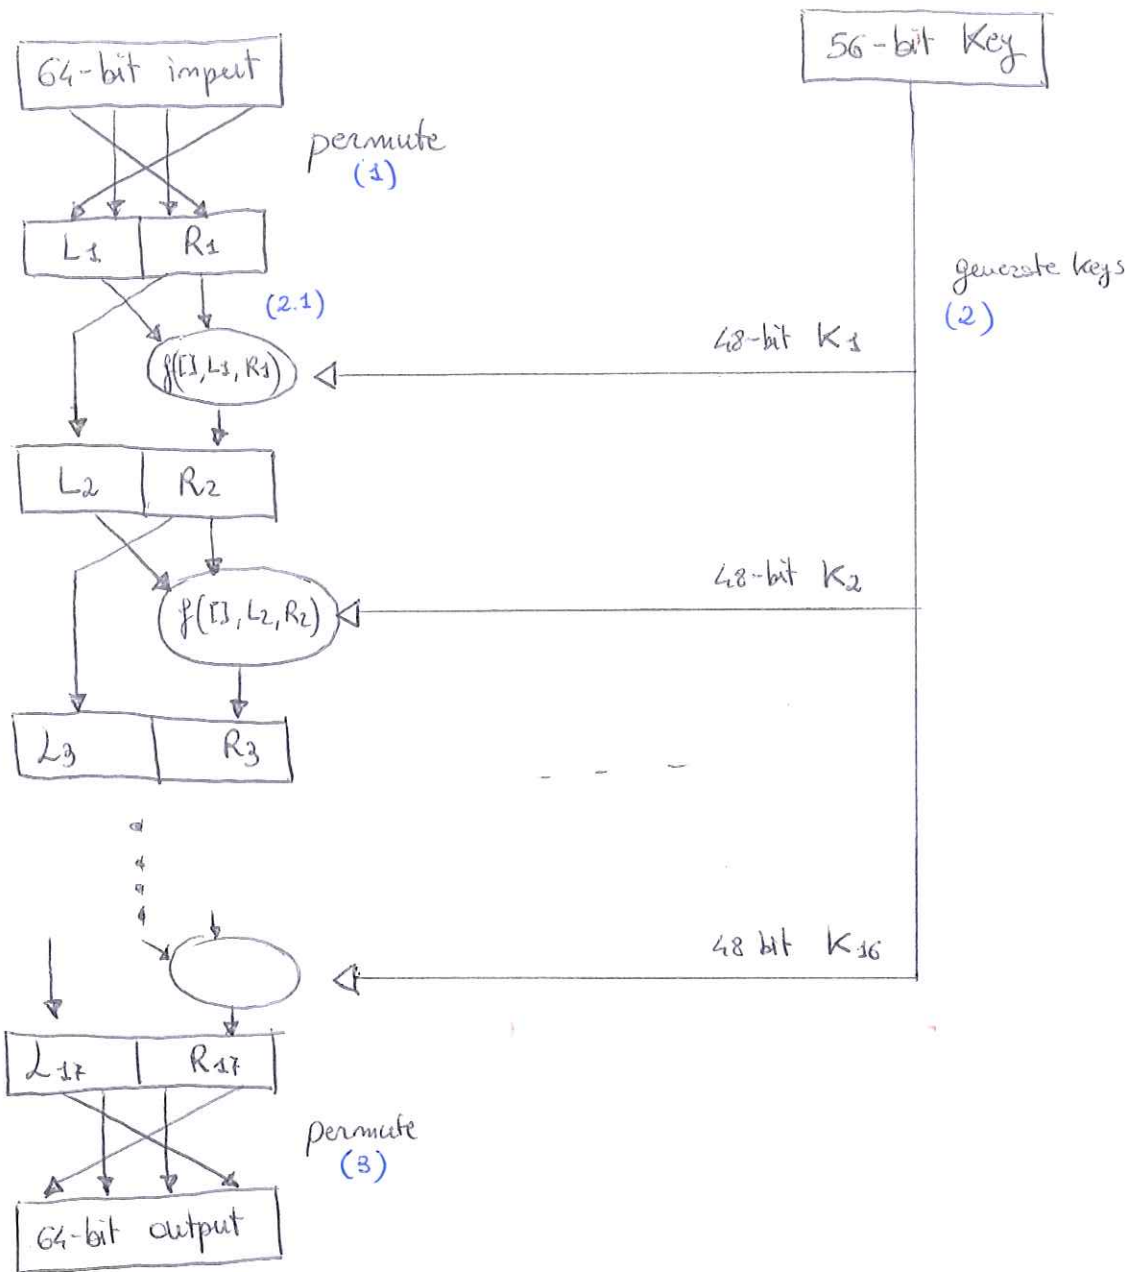 56-bit Key
64-bit input
permute
(1)
L1 R1
generate keys
(2.1)
(2)
48-bit K1
f([],L1,R1)
L2 R2
48-bit K2
f([],L2,R2)
L3 R3
48 bit K16
L17 R17
permute
(3)
64-bit output